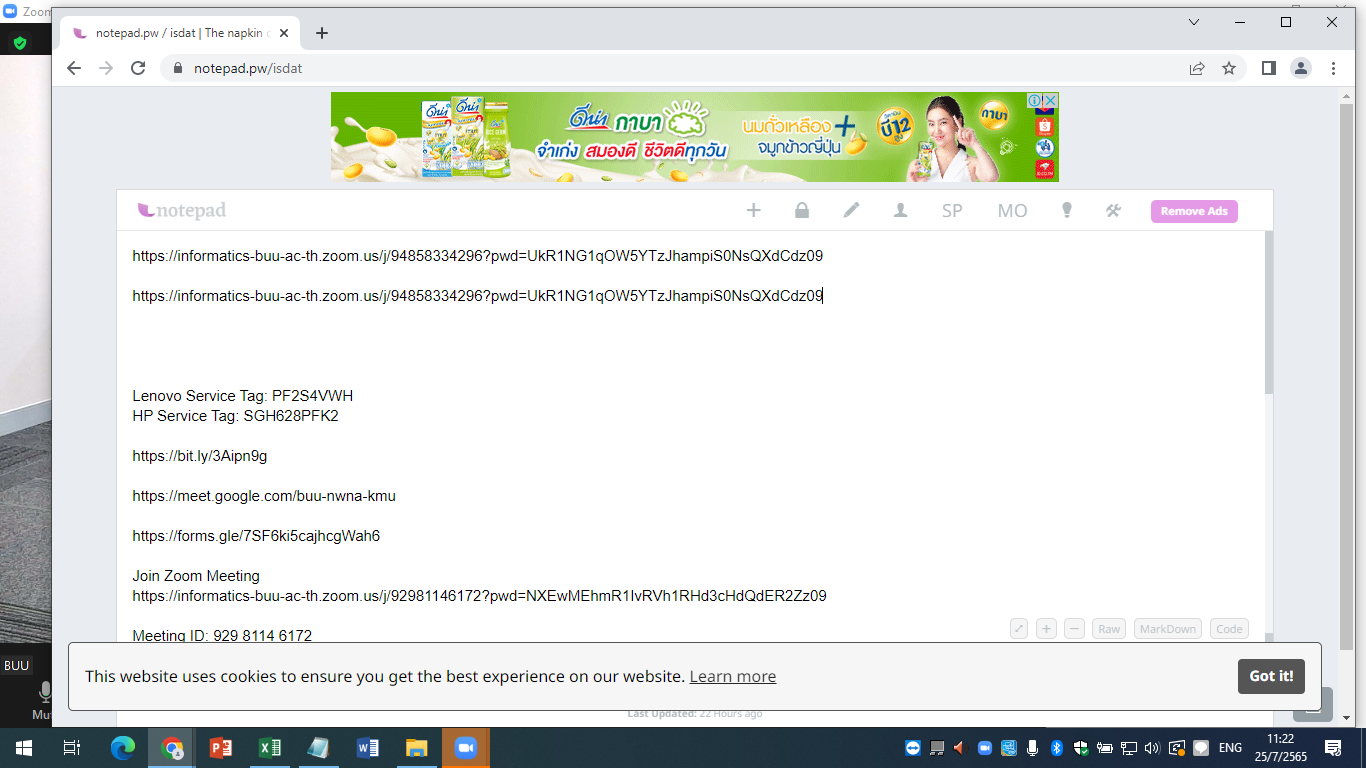 Zoom
notepad.pw / isdat | The napkin
notepad.pw/isdat
ดีน่า กาบา
จำเก่ง สมองดี ชีวิตดีทุกวัน
นมถั่วเหลือง +
จมูกข้าวญี่ปุ่น
วิตามิน
บี12
สูง
กาบา
notepad
SP
MO
Remove Ads
https://informatics-buu-ac-th.zoom.us/j/94858334296?pwd=UkR1NG1qOW5YTzJhampiS0NsQXdCdz09
https://informatics-buu-ac-th.zoom.us/j/94858334296?pwd=UkR1NG1qOW5YTzJhampiS0NsQXdCdz09
Lenovo Service Tag: PF2S4VWH
HP Service Tag: SGH628PFK2
https://bit.ly/3Aipn9g
https://meet.google.com/buu-nwna-kmu
https://forms.gle/7SF6ki5cajhcgWah6
Join Zoom Meeting
https://informatics-buu-ac-th.zoom.us/j/92981146172?pwd=NXEwMEhmR1IvRVh1RHd3cHdQdER2Zz09
Meeting ID: 929 8114 6172
Raw
MarkDown
Code
This website uses cookies to ensure you get the best experience on our website. Learn more
Got it!
Last Updated: 22 Hours ago
BUU
Mut
ENG
11:22
25/7/2565